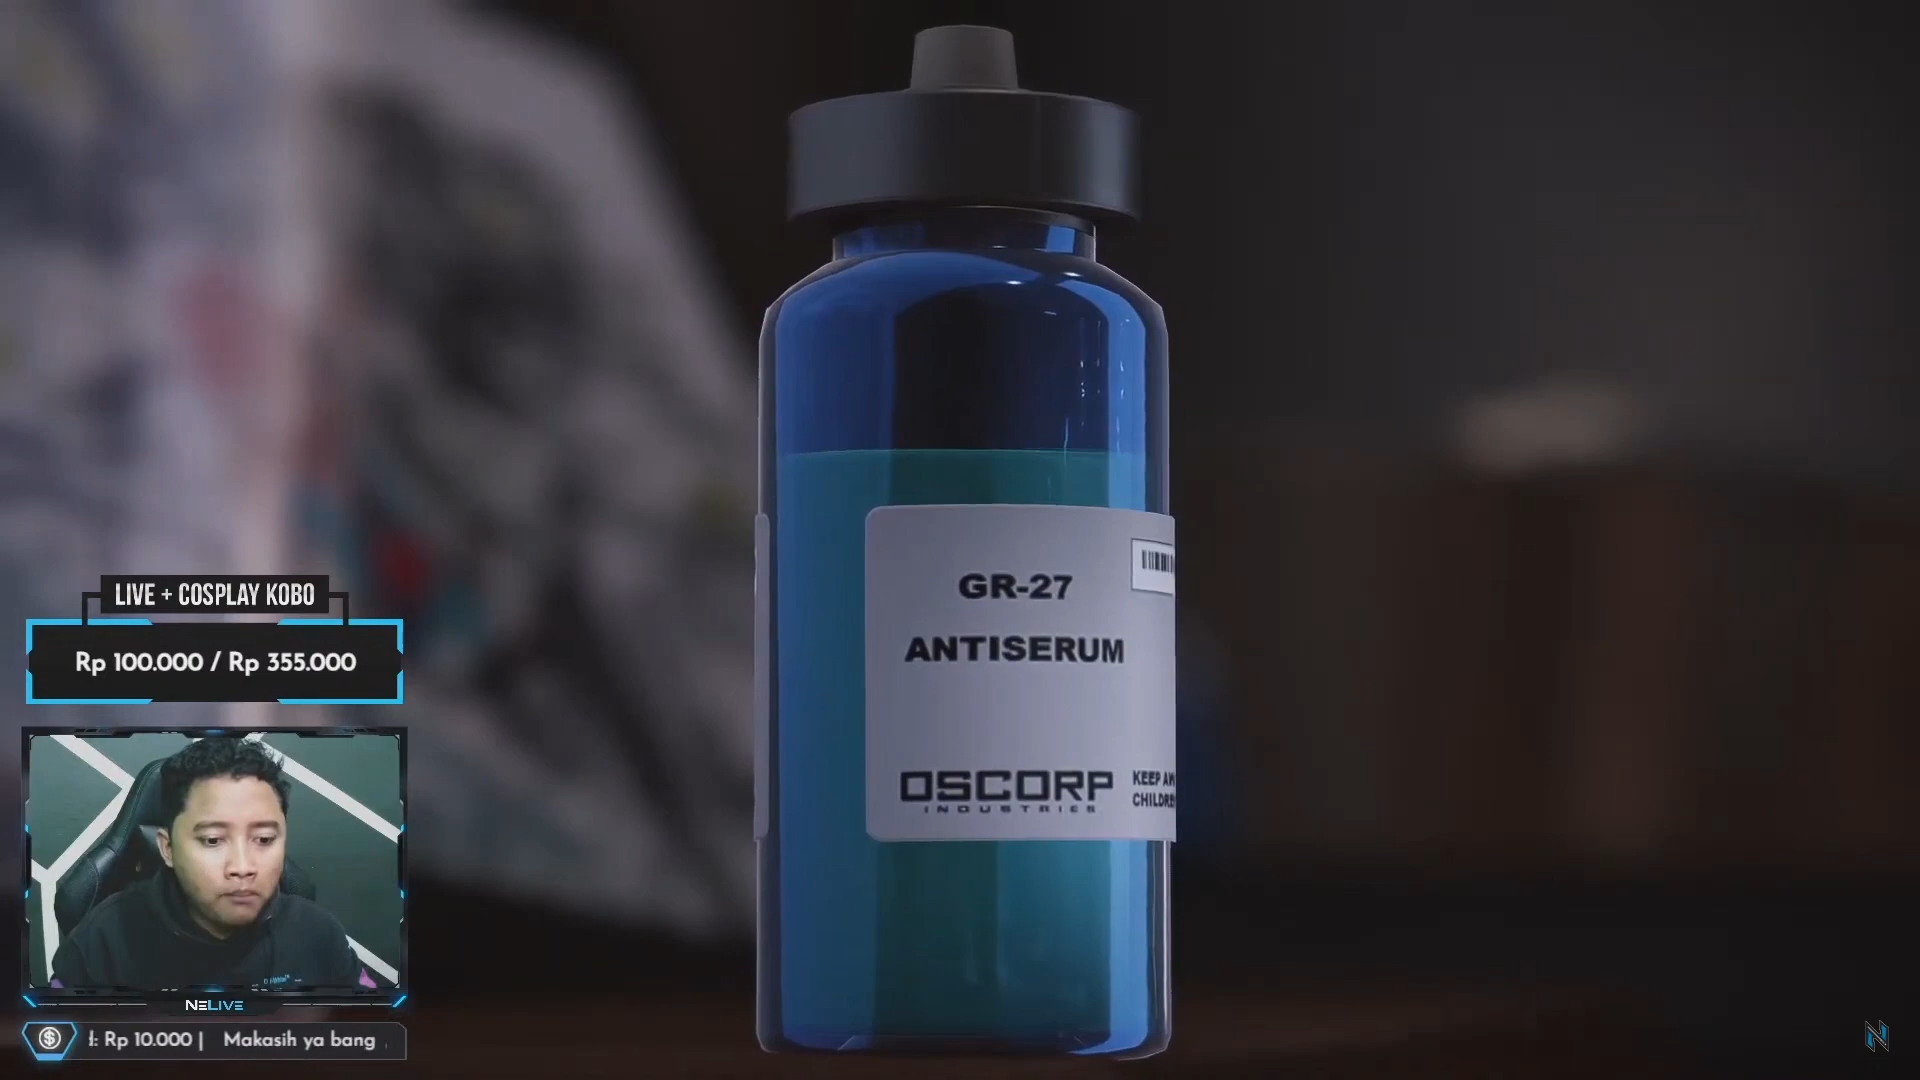 GR-27
ANTISERUM
OSCORP
INDUSTRIES
KEEP
LIVE + COSPLAY KOBO
Rp 100.000 / Rp 355.000
NELIVE
: Rp 10.000 | Makasih ya bang